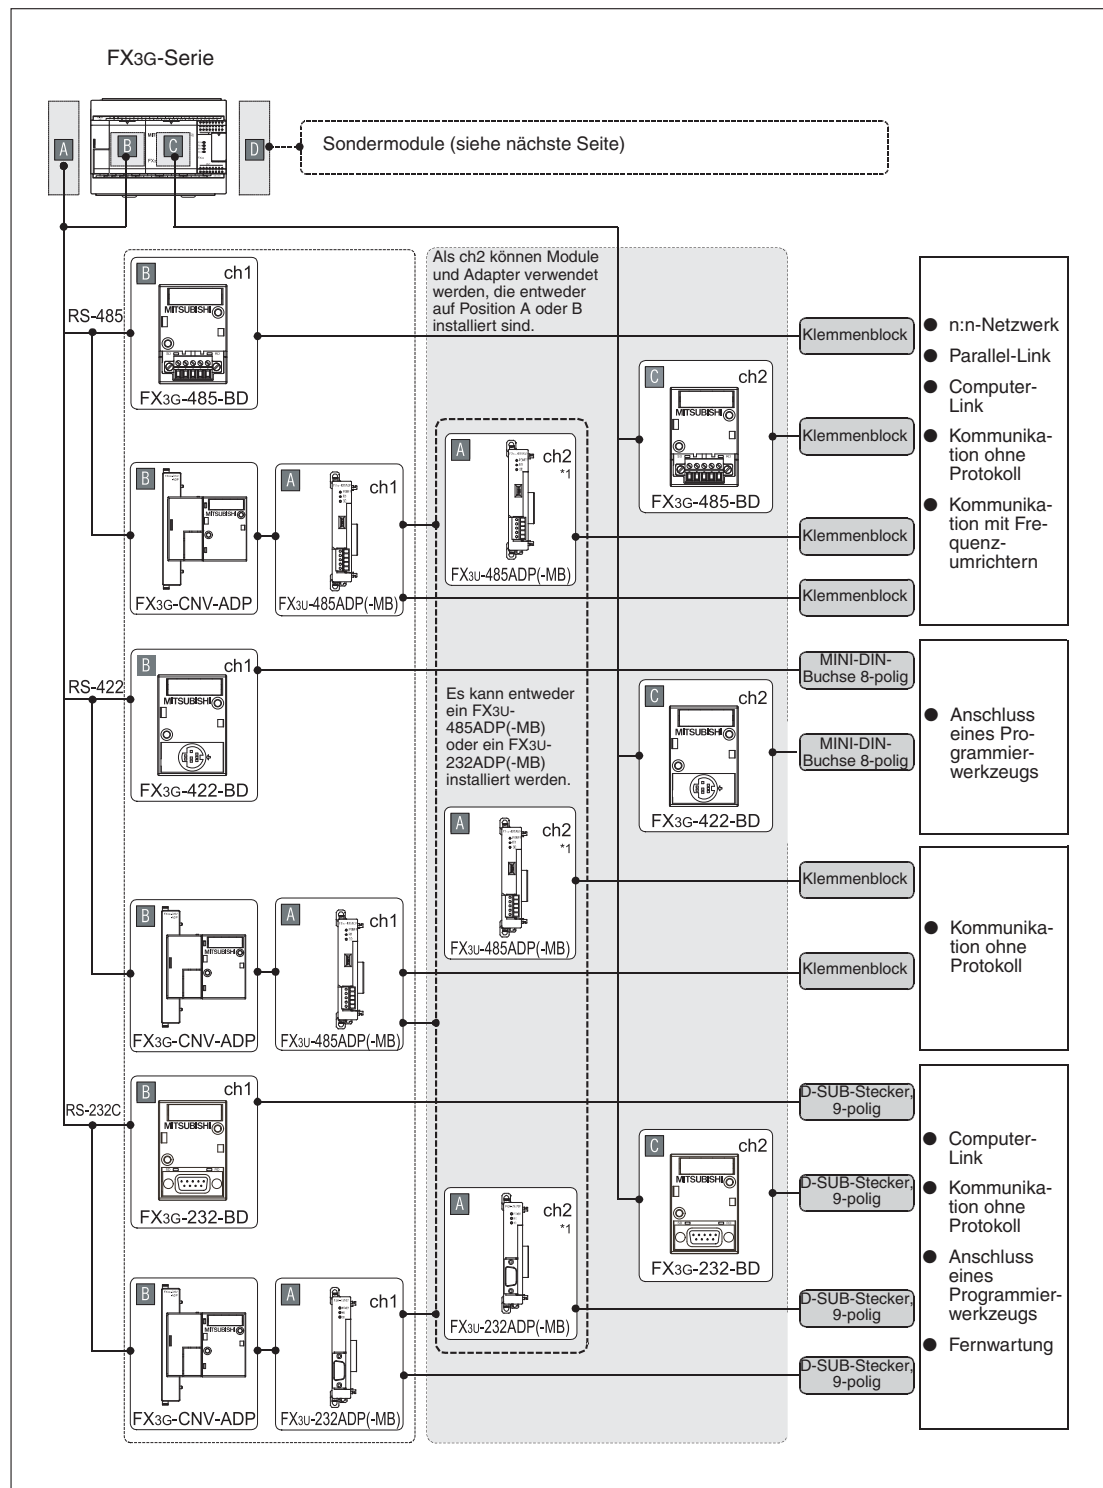 FX3G-Serie
A
B
C
D
Sondermodule (siehe nächste Seite)
RS-485
B
ch1
MITSUBISHI
FX3G-485-BD
Als ch2 können Module
und Adapter verwendet
werden, die entweder
auf Position A oder B
installiert sind.
Klemmenblock
C
ch2
MITSUBISHI
FX3G-485-BD
Klemmenblock
B
MITSUBISHI
FX3G-CNV-ADP
A
ch1
FX3U-485ADP(-MB)
A
ch2
*1
FX3U-485ADP(-MB)
Klemmenblock
Klemmenblock
● n:n-Netzwerk
● Parallel-Link
● Computer-
Link
● Kommunika-
tion ohne
Protokoll
● Kommunika-
tion mit Fre-
quenz-
umrichtern
RS-422
B
ch1
MITSUBISHI
FX3G-422-BD
Es kann entweder
ein FX3U-
485ADP(-MB)
oder ein FX3U-
232ADP(-MB)
installiert werden.
C
ch2
MITSUBISHI
FX3G-422-BD
MINI-DIN-
Buchse 8-polig
MINI-DIN-
Buchse 8-polig
● Anschluss
eines Pro-
grammier-
werkzeugs
A
ch2
*1
FX3U-485ADP(-MB)
Klemmenblock
B
MITSUBISHI
FX3G-CNV-ADP
A
ch1
FX3U-485ADP(-MB)
Klemmenblock
● Kommunika-
tion ohne
Protokoll
RS-232C
B
ch1
MITSUBISHI
FX3G-232-BD
D-SUB-Stecker,
9-polig
C
ch2
MITSUBISHI
FX3G-232-BD
D-SUB-Stecker,
9-polig
A
ch2
*1
FX3U-232ADP(-MB)
D-SUB-Stecker,
9-polig
B
MITSUBISHI
FX3G-CNV-ADP
A
ch1
FX3U-232ADP(-MB)
D-SUB-Stecker,
9-polig
● Computer-
Link
● Kommunika-
tion ohne
Protokoll
● Anschluss
eines
Programmier-
werkzeugs
● Fernwartung